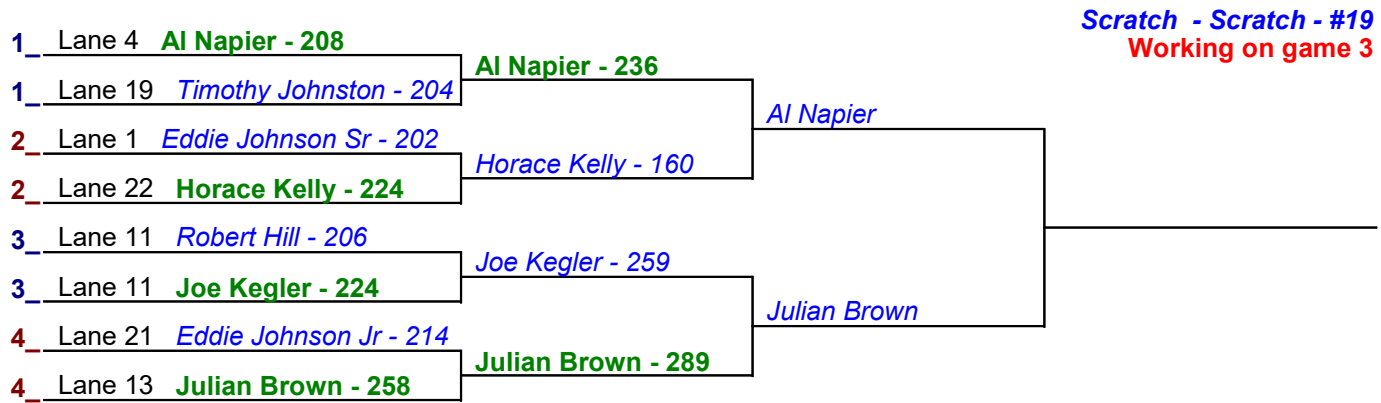 Scratch - Scratch - #19
Working on game 3
1_ Lane 4 Al Napier - 208
1_ Lane 19 Timothy Johnston - 204
2_ Lane 1 Eddie Johnson Sr - 202
2_ Lane 22 Horace Kelly - 224
3_ Lane 11 Robert Hill - 206
3_ Lane 11 Joe Kegler - 224
4_ Lane 21 Eddie Johnson Jr - 214
4_ Lane 13 Julian Brown - 258
Al Napier - 236
Horace Kelly - 160
Joe Kegler - 259
Julian Brown - 289
Al Napier
Julian Brown